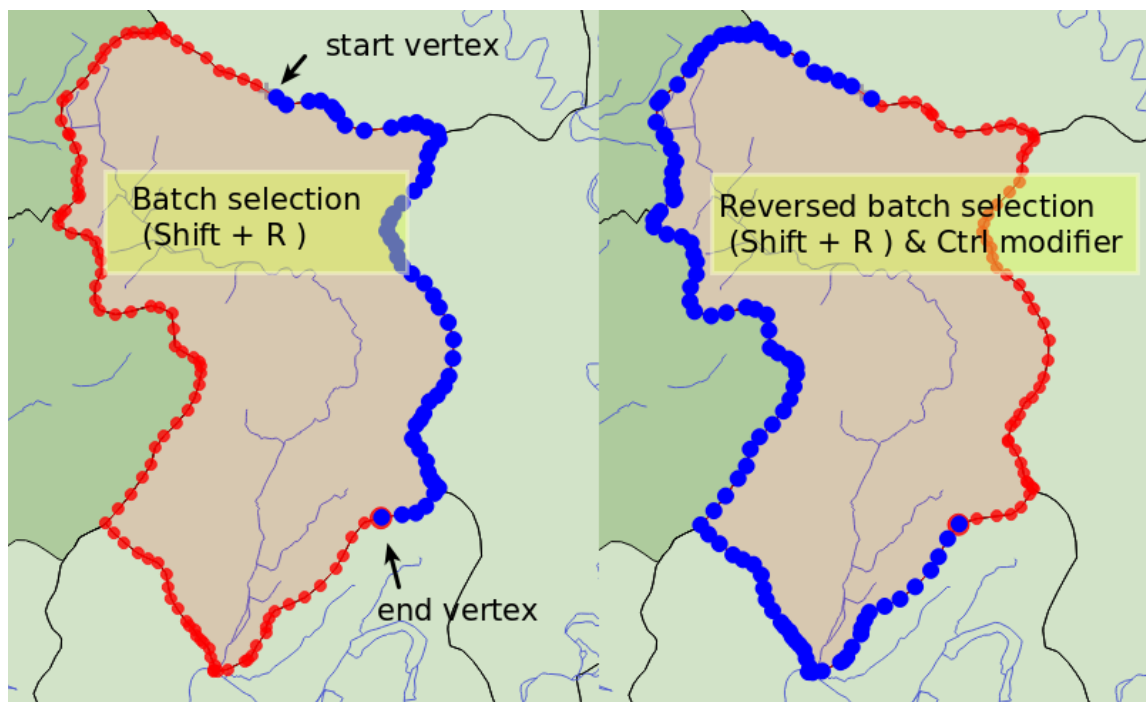 start vertex
Batch selection
(Shift + R )
end vertex
Reversed batch selection
(Shift + R ) & Ctrl modifier